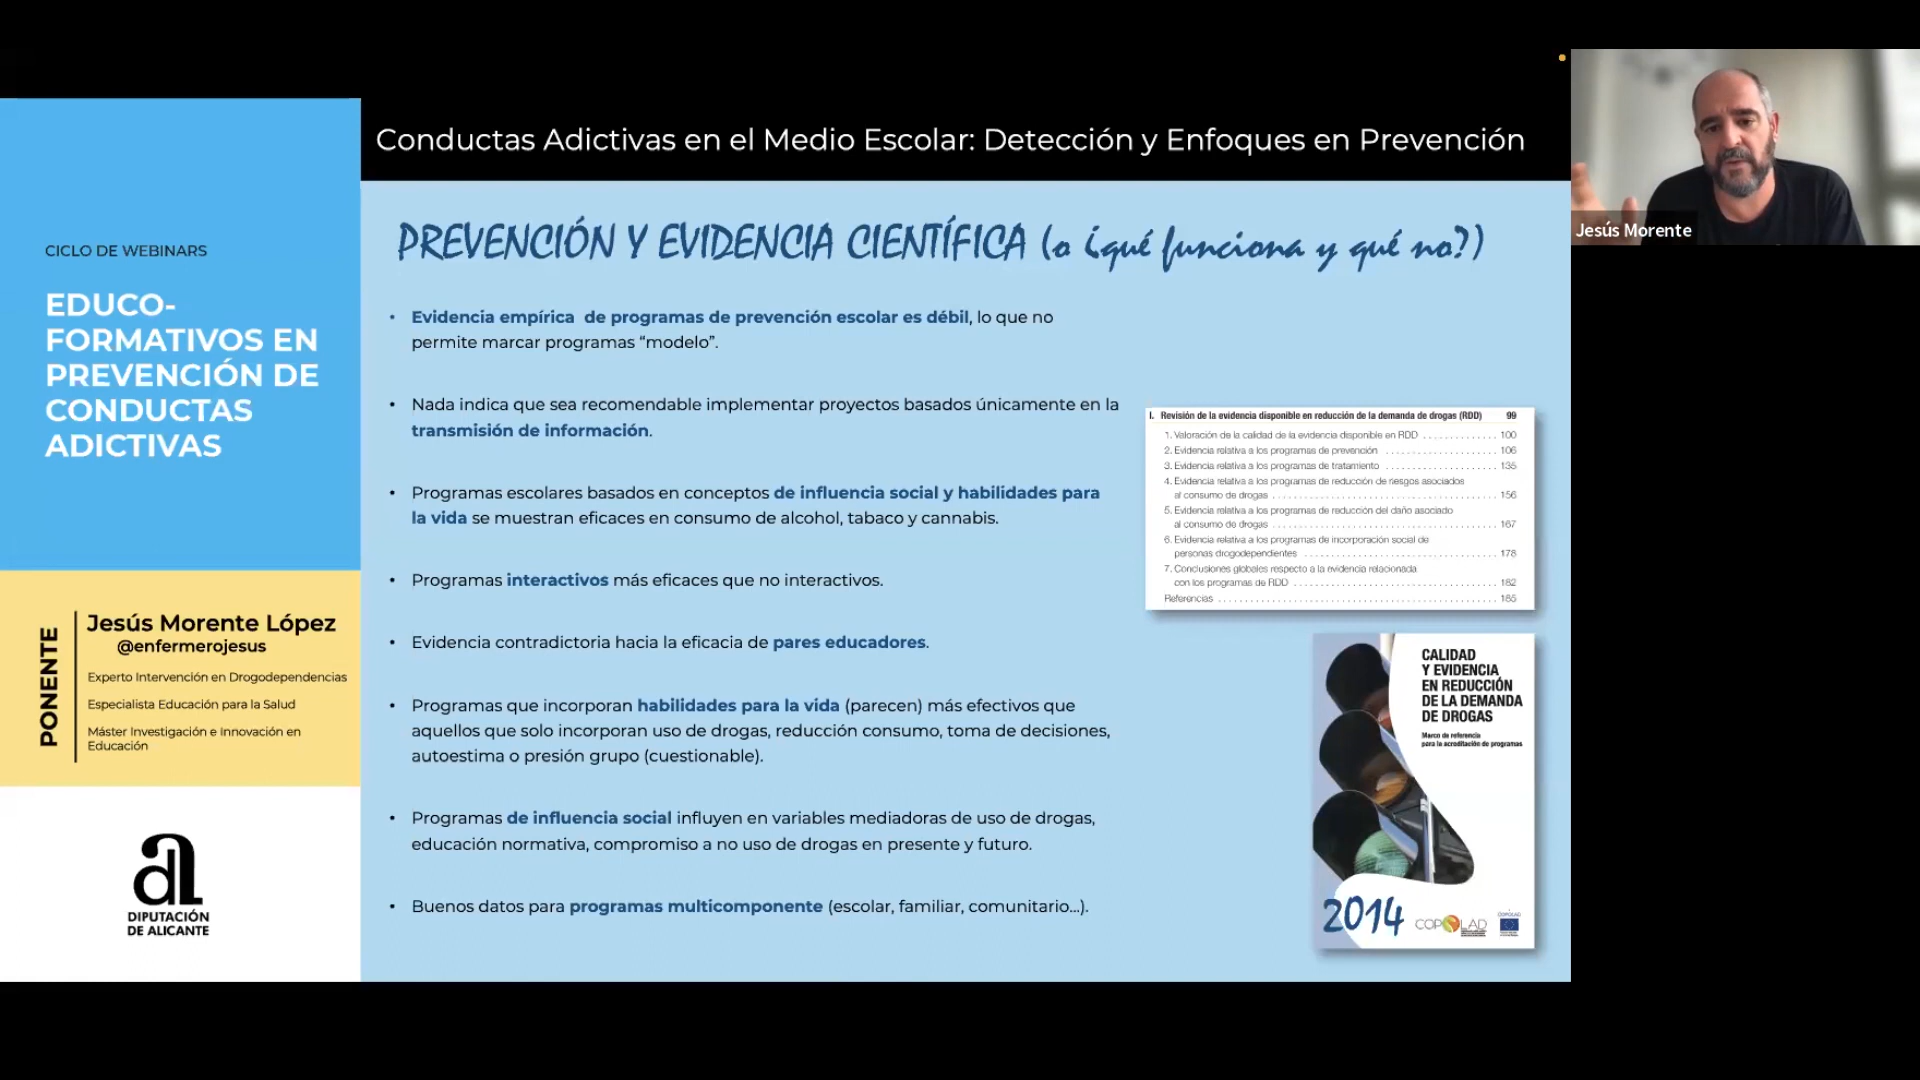 Conductas Adictivas en el Medio Escolar: Detección y Enfoques en Prevención
Jesús Morente
CICLO DE WEBINARS
EDUCO-
FORMATIVOS EN
PREVENCIÓN DE
CONDUCTAS
ADICTIVAS
PONENTE
Jesús Morente López
@enfermerojesus
Experto Intervención en Drogodependencias
Especialista Educación para la Salud
Máster Investigación e Innovación en
Educación
DIPUTACIÓN
DE ALICANTE
PREVENCIÓN Y EVIDENCIA CIENTÍFICA (o ¿qué funciona y qué no?)
• Evidencia empírica  de programas de prevención escolar es débil, lo que no
permite marcar programas “modelo”.
• Nada indica que sea recomendable implementar proyectos basados únicamente en la
transmisión de información.
• Programas escolares basados en conceptos de influencia social y habilidades para
la vida se muestran eficaces en consumo de alcohol, tabaco y cannabis.
• Programas interactivos más eficaces que no interactivos.
• Evidencia contradictoria hacia la eficacia de pares educadores.
• Programas que incorporan habilidades para la vida (parecen) más efectivos que
aquellos que solo incorporan uso de drogas, reducción consumo, toma de decisiones,
autoestima o presión grupo (cuestionable).
• Programas de influencia social influyen en variables mediadoras de uso de drogas,
educación normativa, compromiso a no uso de drogas en presente y futuro.
• Buenos datos para programas multicomponente (escolar, familiar, comunitario...).
I. Revisión de la evidencia disponible en reducción de la demanda de drogas (RDD) 99
1. Valoración de la calidad de la evidencia disponible en RDD . . . . . . . . . . . . . 100
2. Evidencia relativa a los programas de prevención . . . . . . . . . . . . . . . . . . . . 106
3. Evidencia relativa a los programas de tratamiento . . . . . . . . . . . . . . . . . . . . 135
4. Evidencia relativa a los programas de reducción de riesgos asociados
al consumo de drogas . . . . . . . . . . . . . . . . . . . . . . . . . . . . . . . . . . . . . . . . 156
5. Evidencia relativa a los programas de reducción del daño asociado
al consumo de drogas . . . . . . . . . . . . . . . . . . . . . . . . . . . . . . . . . . . . . . . . 167
6. Evidencia relativa a los programas de incorporación social de
personas drogodependientes . . . . . . . . . . . . . . . . . . . . . . . . . . . . . . . . . . . 178
7. Conclusiones globales respecto a la evidencia relacionada
con los programas de RDD . . . . . . . . . . . . . . . . . . . . . . . . . . . . . . . . . . . . . 182
Referencias . . . . . . . . . . . . . . . . . . . . . . . . . . . . . . . . . . . . . . . . . . . . . . . . 185
CALIDAD
Y EVIDENCIA
EN REDUCCIÓN
DE LA DEMANDA
DE DROGAS
Marco de referencia
para la acreditación de programas
2014
COPOLAD